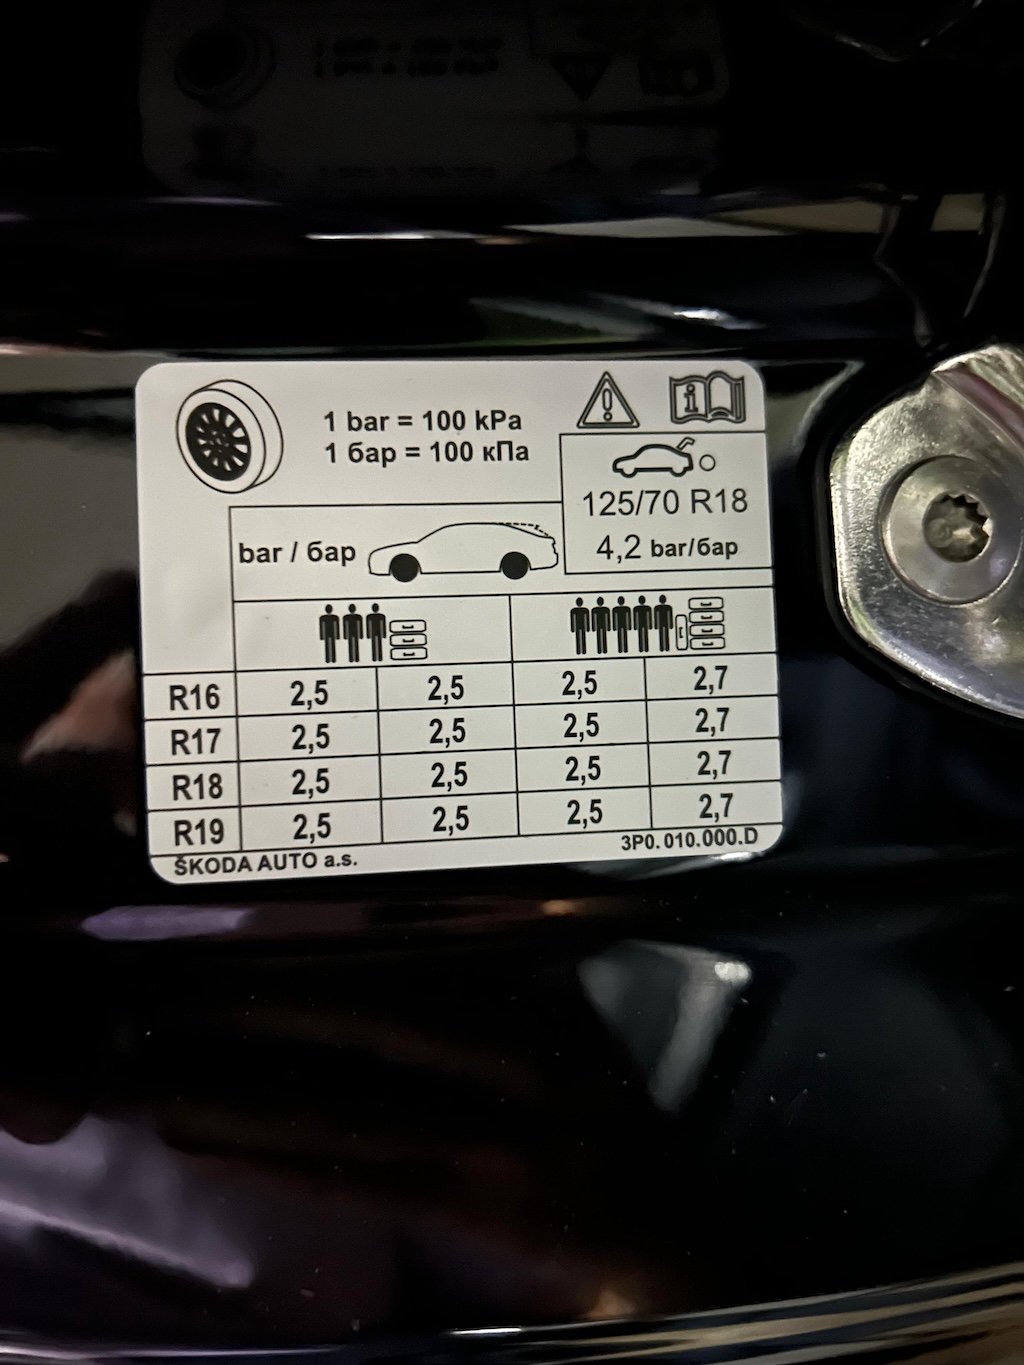 1 bar = 100 kPa
1 бар = 100 кПа
i
125/70 R18
4,2 bar/бар
bar / бар
R16 2,5 2,5 2,5 2,7
R17 2,5 2,5 2,5 2,7
R18 2,5 2,5 2,5 2,7
R19 2,5 2,5 2,5 2,7
ŠKODA AUTO a.s. 3P0.010.000.D